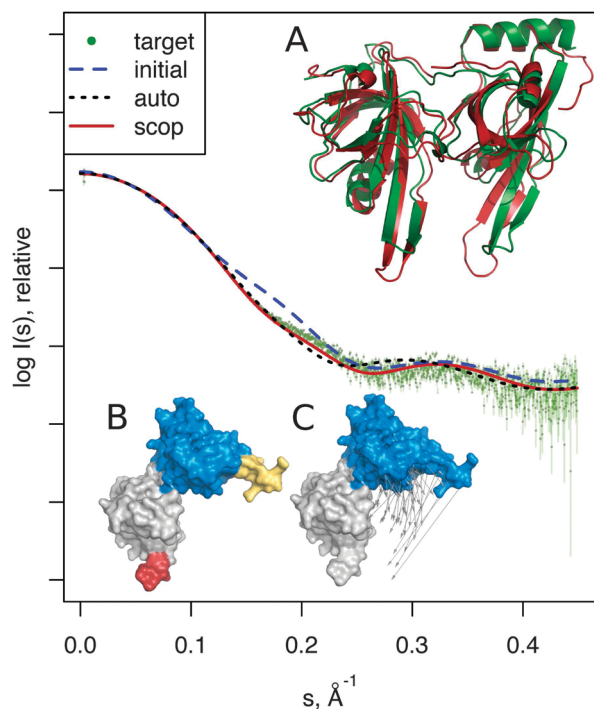 target
initial
auto
scop
A
log I(s), relative
B
C
0.0 0.1 0.2 0.3 0.4
s, Å⁻¹